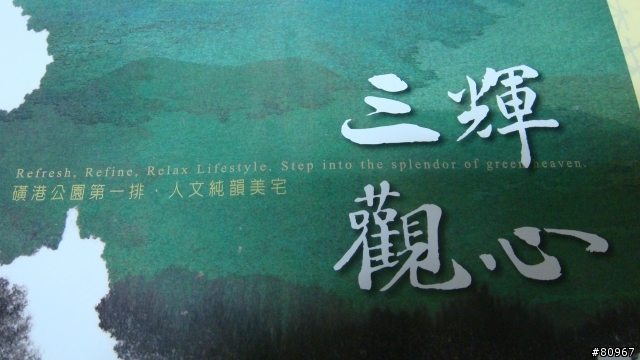 三輝
觀心
Refresh, Refine, Relax Lifestyle. Step into the splendor of green heaven.
磺港公園第一排・人文純韻美宅
#80967